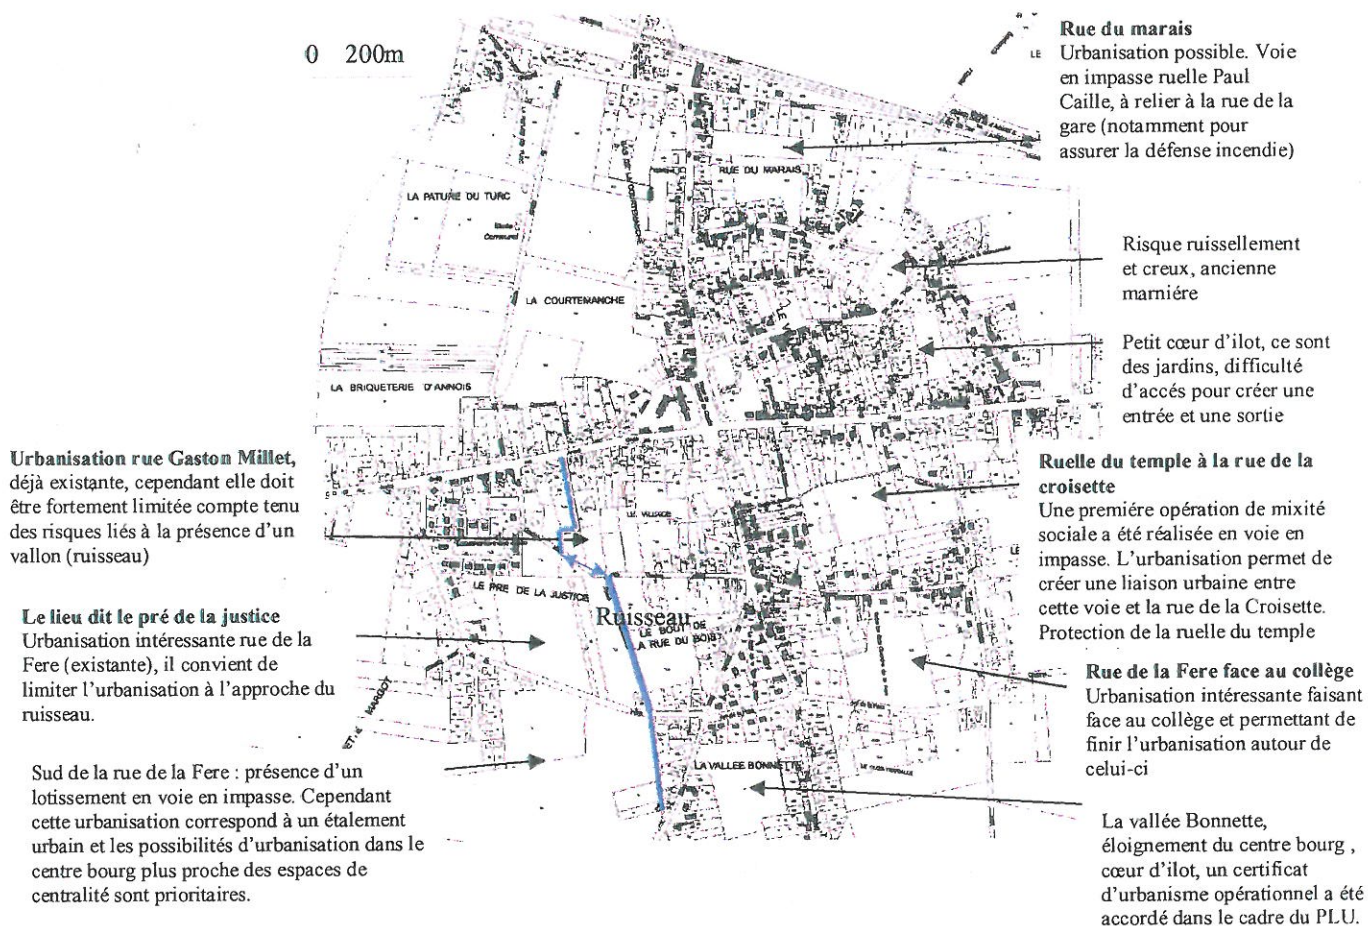 0 200m
Rue du marais
Urbanisation possible. Voie
en impasse ruelle Paul
Caille, à relier à la rue de la
gare (notamment pour
assurer la défense incendie)
LE
RUE DU MARAIS
LA PATURE DU TURC
Risque ruissellement
et creux, ancienne
marniére
LA COURTEMANCHE
Petit cœur d'ilot, ce sont
des jardins, difficulté
d'accés pour créer une
entrée et une sortie
LA BRIQUETERIE D'ANNOIS
Urbanisation rue Gaston Millet,
déjà existante, cependant elle doit
être fortement limitée compte tenu
des risques liés à la présence d'un
vallon (ruisseau)
Ruelle du temple à la rue de la
croisette
Une premiére opération de mixité
sociale a été réalisée en voie en
impasse. L'urbanisation permet de
créer une liaison urbaine entre
cette voie et la rue de la Croisette.
Protection de la ruelle du temple
LE PRE DE LA JUSTICE
Ruisseau
LE BOUT DE
LA RUE DU BOIS
Le lieu dit le pré de la justice
Urbanisation intéressante rue de la
Fere (existante), il convient de
limiter l'urbanisation à l'approche du
ruisseau.
Rue de la Fere face au collège
Urbanisation intéressante faisant
face au collège et permettant de
finir l'urbanisation autour de
celui-ci
LA VALLEE BONNETTE
Sud de la rue de la Fere : présence d'un
lotissement en voie en impasse. Cependant
cette urbanisation correspond à un étalement
urbain et les possibilités d'urbanisation dans le
centre bourg plus proche des espaces de
centralité sont prioritaires.
La vallée Bonnette,
éloignement du centre bourg ,
cœur d'ilot, un certificat
d'urbanisme opérationnel a été
accordé dans le cadre du PLU.